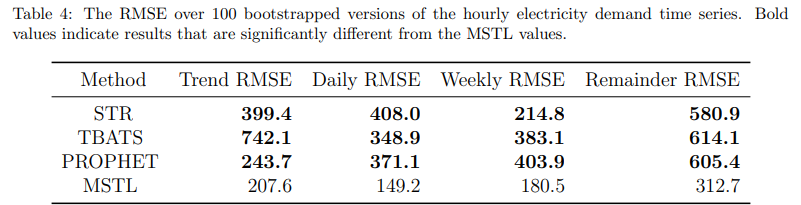 Table 4: The RMSE over 100 bootstrapped versions of the hourly electricity demand time series. Bold
values indicate results that are significantly different from the MSTL values.
Method Trend RMSE Daily RMSE Weekly RMSE Remainder RMSE
STR 399.4 408.0 214.8 580.9
TBATS 742.1 348.9 383.1 614.1
PROPHET 243.7 371.1 403.9 605.4
MSTL 207.6 149.2 180.5 312.7